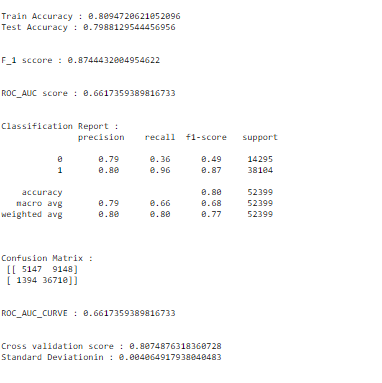 Train Accuracy : 0.8094720621052096
Test Accuracy : 0.7988129544456956
F_1 sccore : 0.8744432004954622
ROC_AUC score : 0.6617359389816733
Classification Report :
precision recall f1-score support
0 0.79 0.36 0.49 14295
1 0.80 0.96 0.87 38104
accuracy 0.80 52399
macro avg 0.79 0.66 0.68 52399
weighted avg 0.80 0.80 0.77 52399
Confusion Matrix :
[[ 5147 9148]
[ 1394 36710]]
ROC_AUC_CURVE : 0.6617359389816733
Cross validation score : 0.8074876318360728
Standard Deviationin : 0.004064917938040483